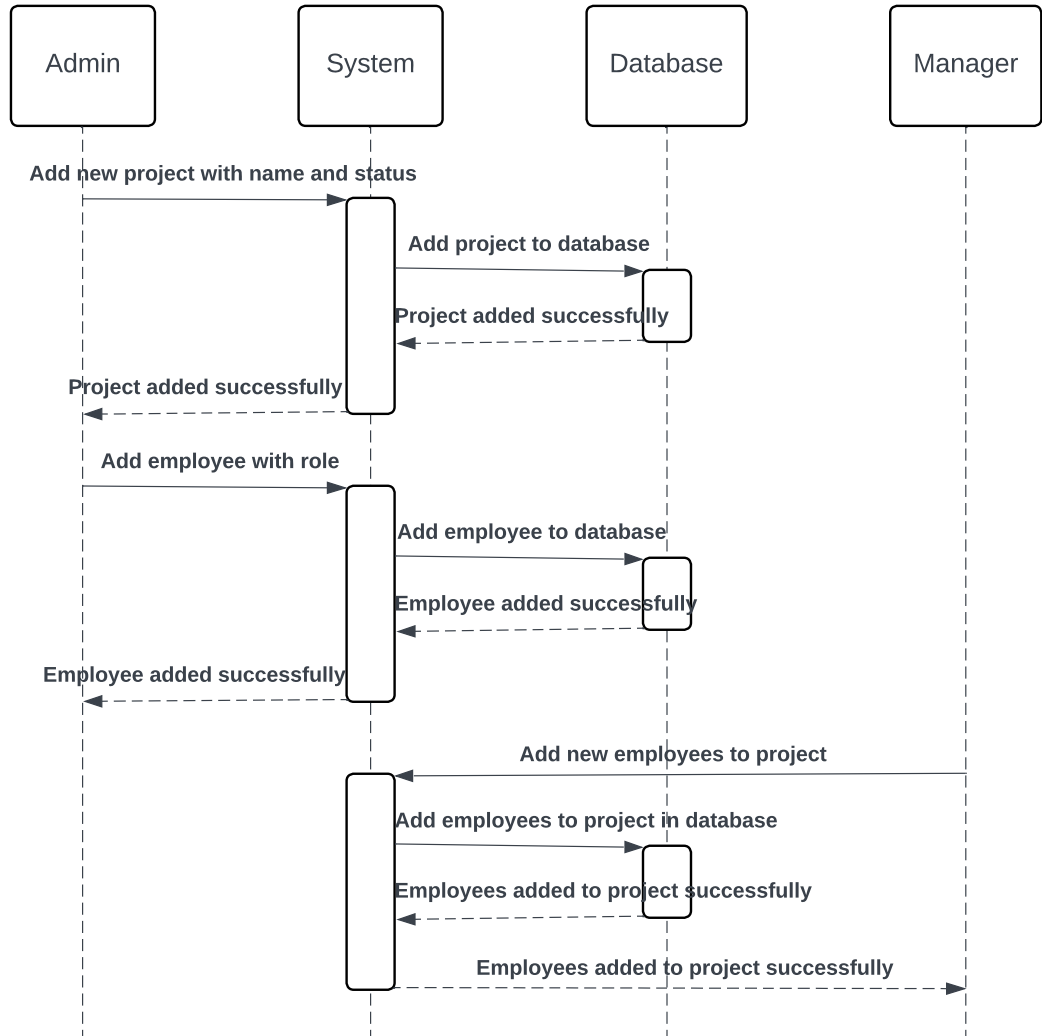 Admin
System
Database
Manager
Add new project with name and status
Add project to database
Project added successfully
Project added successfully
Add employee with role
Add employee to database
Employee added successfully
Employee added successfully
Add new employees to project
Add employees to project in database
Employees added to project successfully
Employees added to project successfully